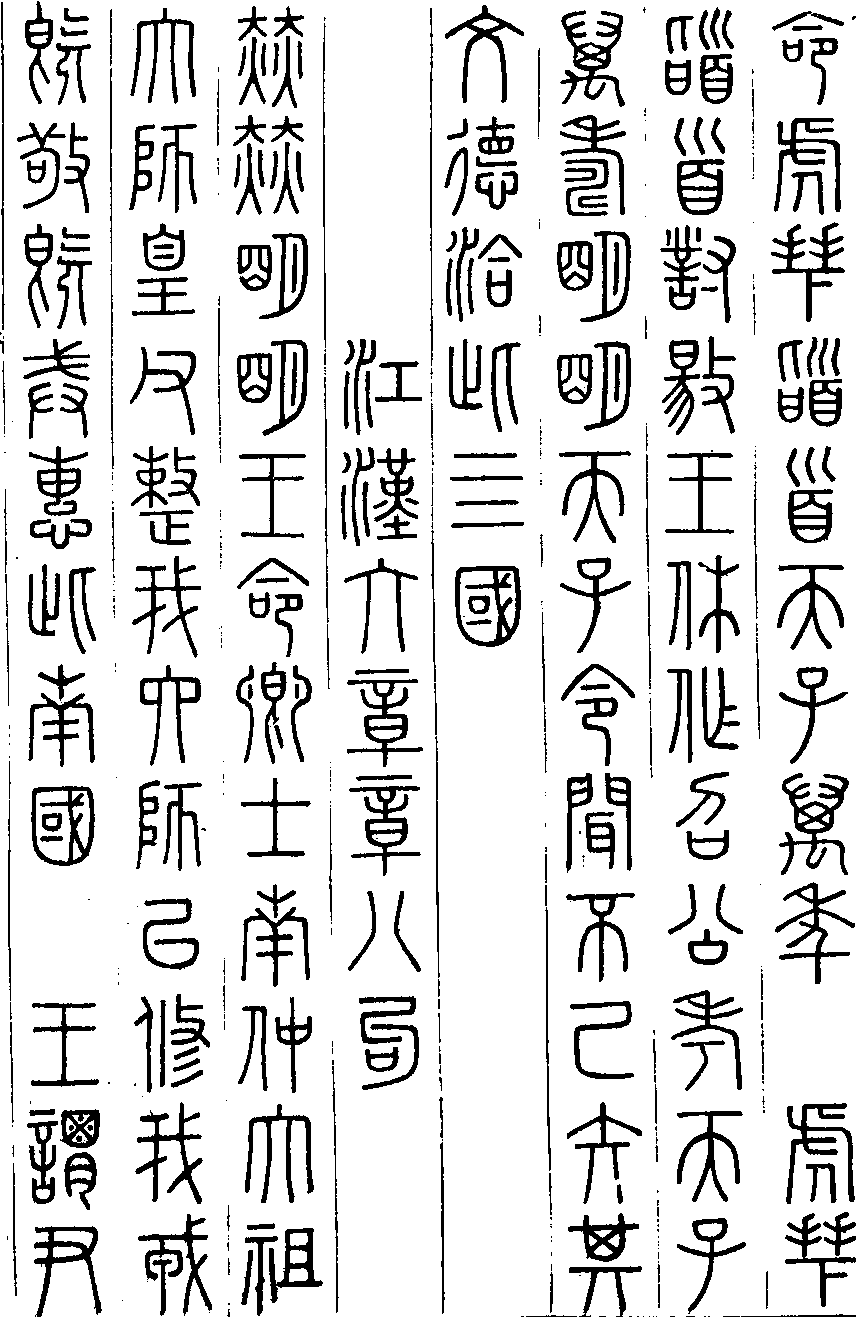 命虎拜稽首天子萬年　虎拜
稽首對揚王休作召公考天子
萬壽明明天子令聞不已矢其
文德洽此四國
江漢六章章八句
赫赫明明王命卿士南仲大祖
大師皇父整我六師以修我戎
既敬既戒惠此南國　王謂尹